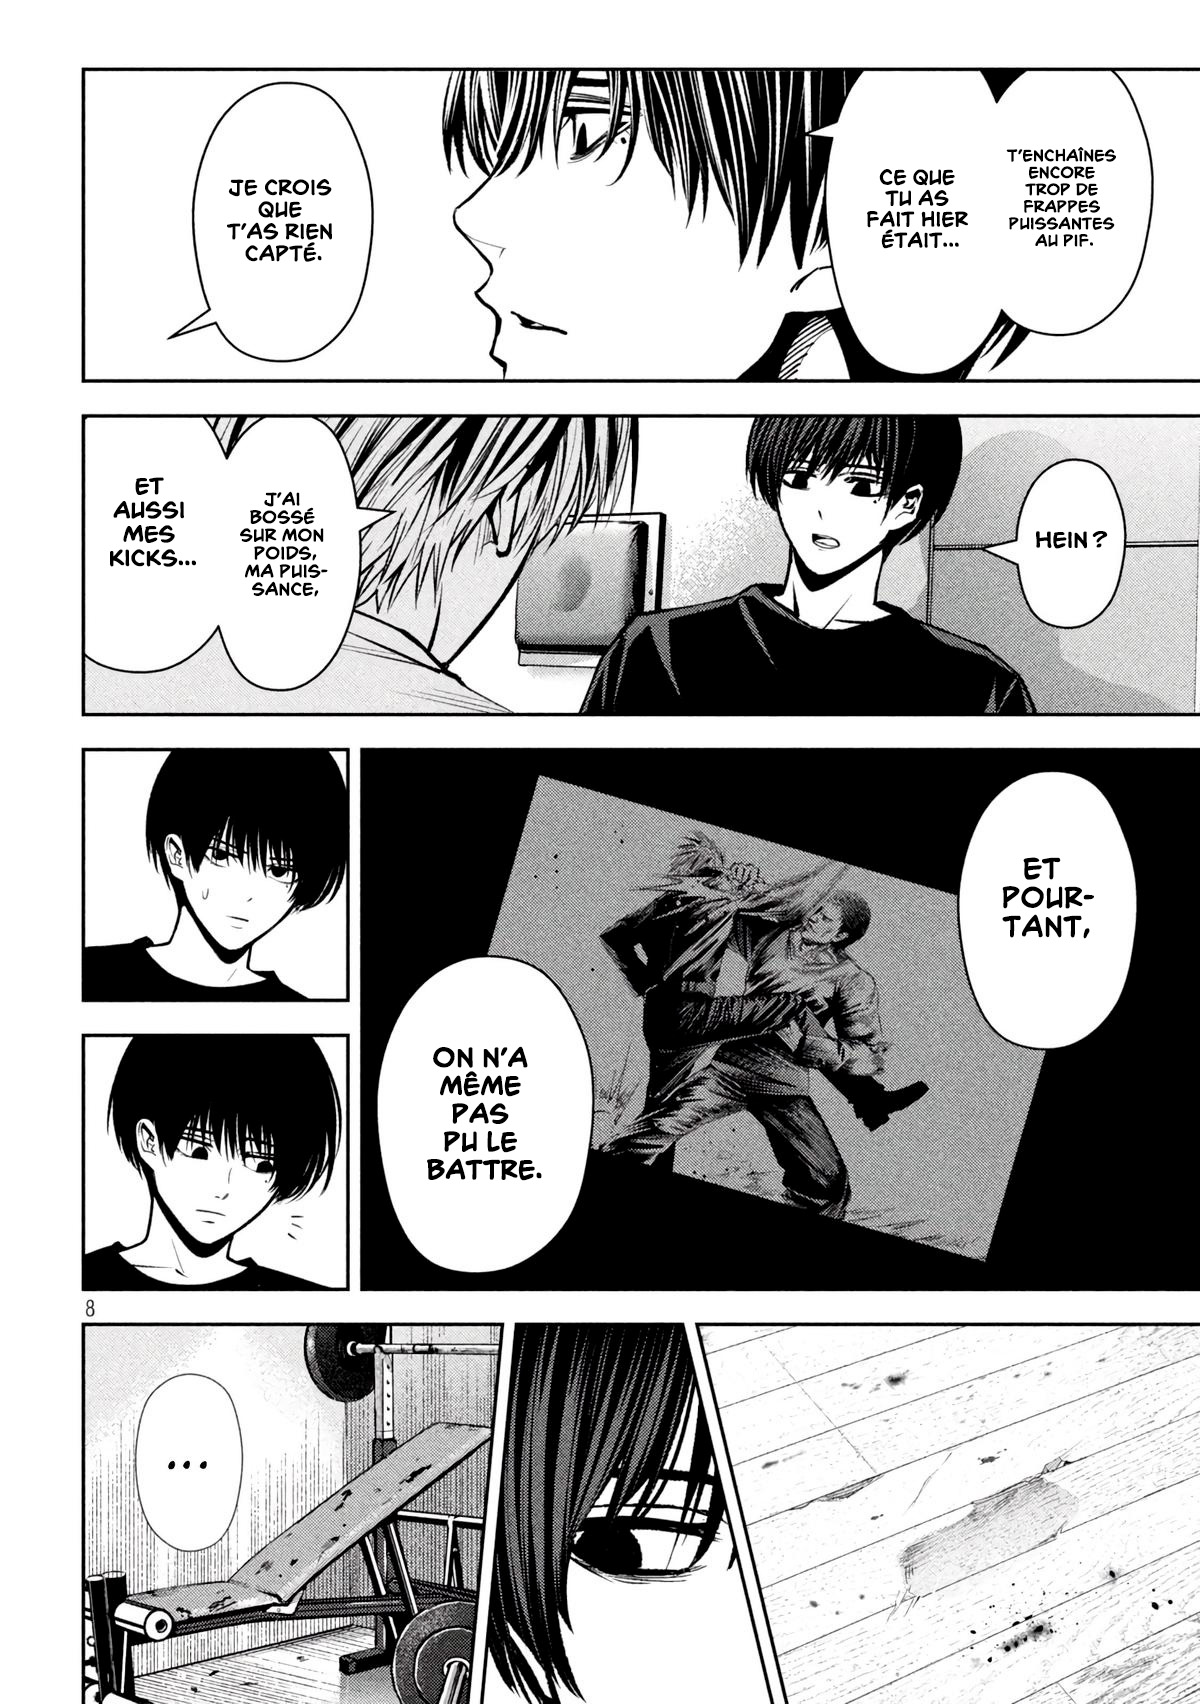 T'ENCHAÎNES
ENCORE
TROP DE
FRAPPES
PUISSANTES
AU PIF.
CE QUE
TU AS
FAIT HIER
ÉTAIT...
JE CROIS
QUE
T'AS RIEN
CAPTÉ.
HEIN ?
J'AI
BOSSÉ
SUR MON
POIDS,
MA PUIS-
SANCE,
ET
AUSSI
MES
KICKS...
ET
POUR-
TANT,
ON N'A
MÊME
PAS
PU LE
BATTRE.
8
...